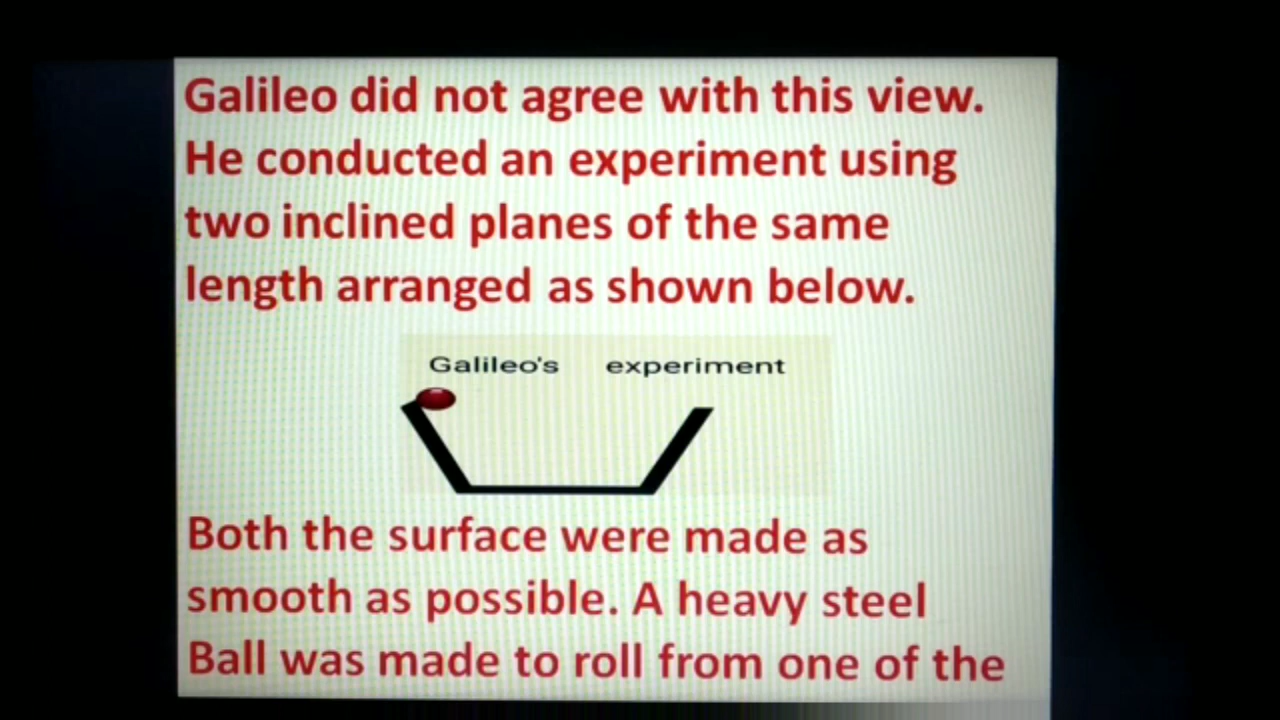 Galileo did not agree with this view.
He conducted an experiment using
two inclined planes of the same
length arranged as shown below.
Galileo's experiment
Both the surface were made as
smooth as possible. A heavy steel
Ball was made to roll from one of the